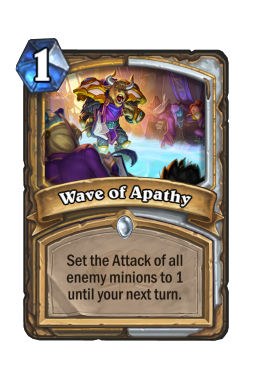 1
Wave of Apathy
Set the Attack of all
enemy minions to 1
until your next turn.